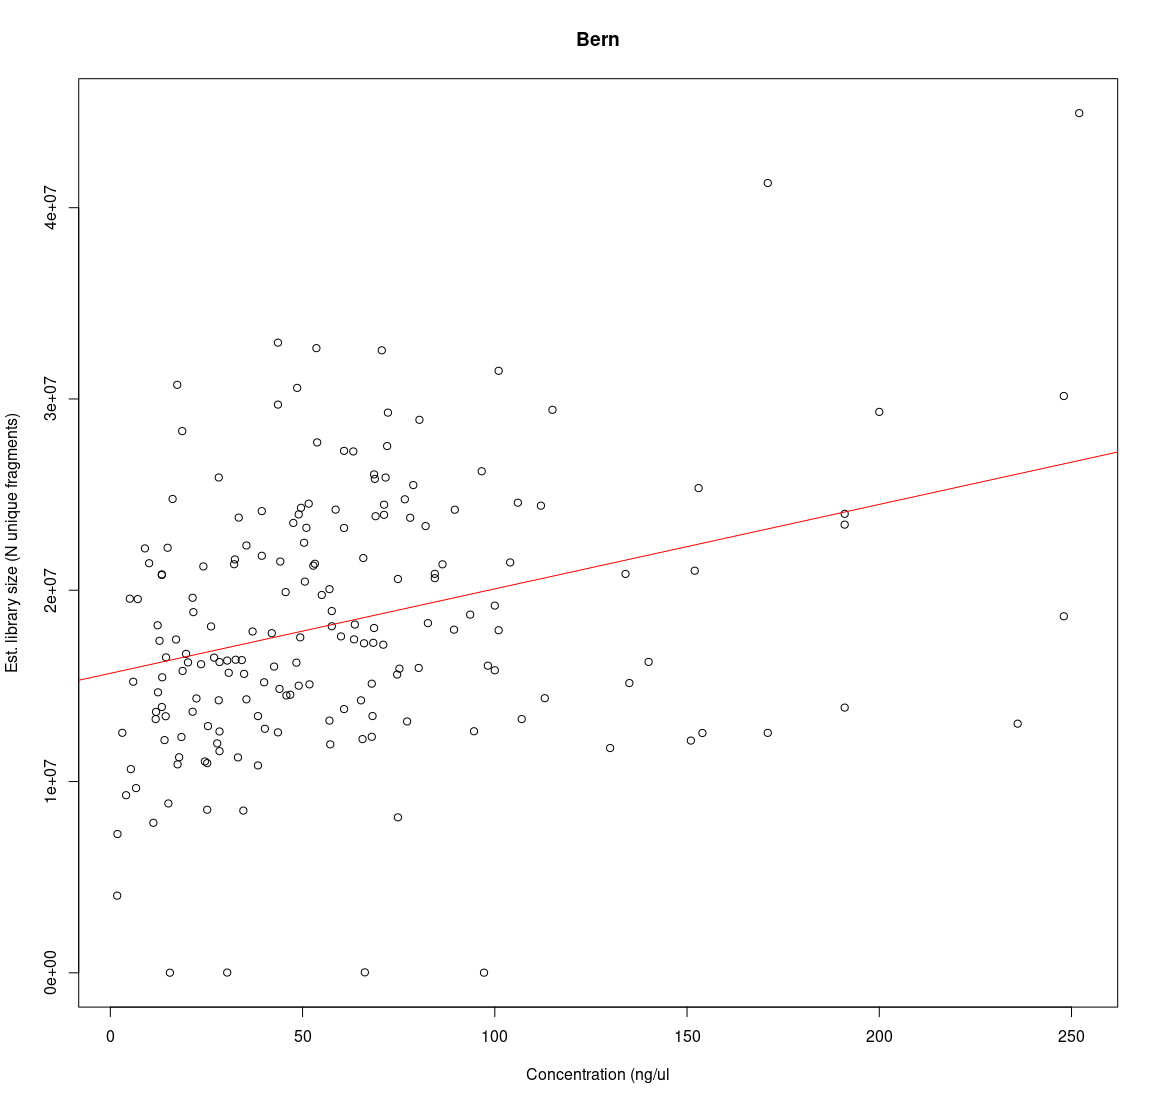 Bern
Est. library size (N unique fragments)
4e+07
3e+07
2e+07
1e+07
0e+00
0 50 100 150 200 250
Concentration (ng/ul